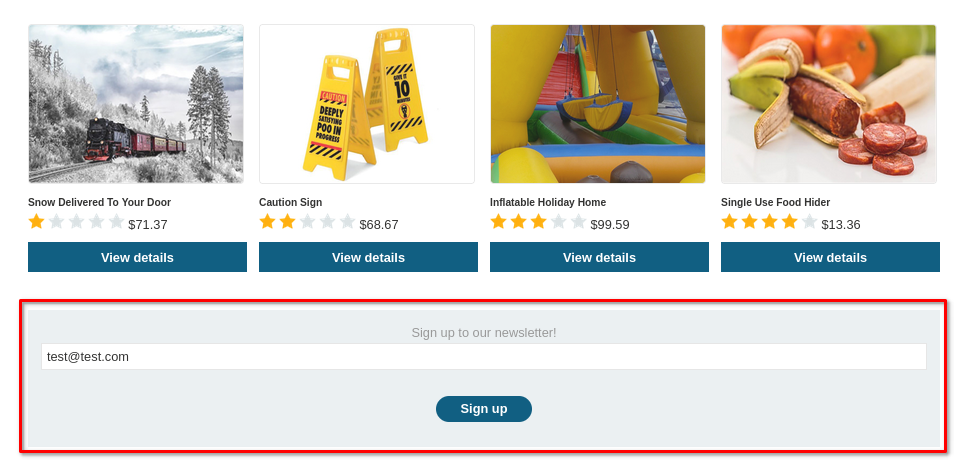 CAUTION
DEEPLY
SATISFYING
POO IN
PROGRESS
GIVE IT
10
MINUTES
Snow Delivered To Your Door
$71.37
View details
Caution Sign
$68.67
View details
Inflatable Holiday Home
$99.59
View details
Single Use Food Hider
$13.36
View details
Sign up to our newsletter!
test@test.com
Sign up